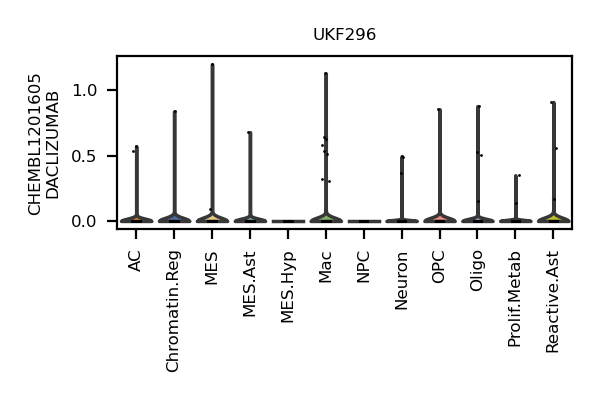 UKF296
CHEMBL1201605
DACLIZUMAB
1.0
0.5
0.0
AC
Chromatin.Reg
MES
MES.Ast
MES.Hyp
Mac
NPC
Neuron
OPC
Oligo
Prolif.Metab
Reactive.Ast